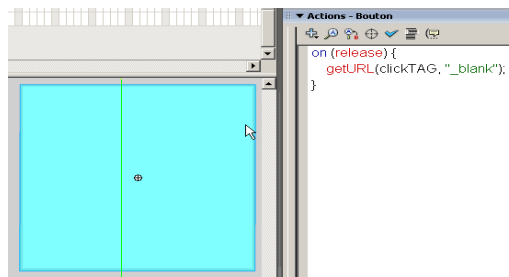 Actions - Bouton
on (release) {
getURL(clickTAG, "_blank");
}